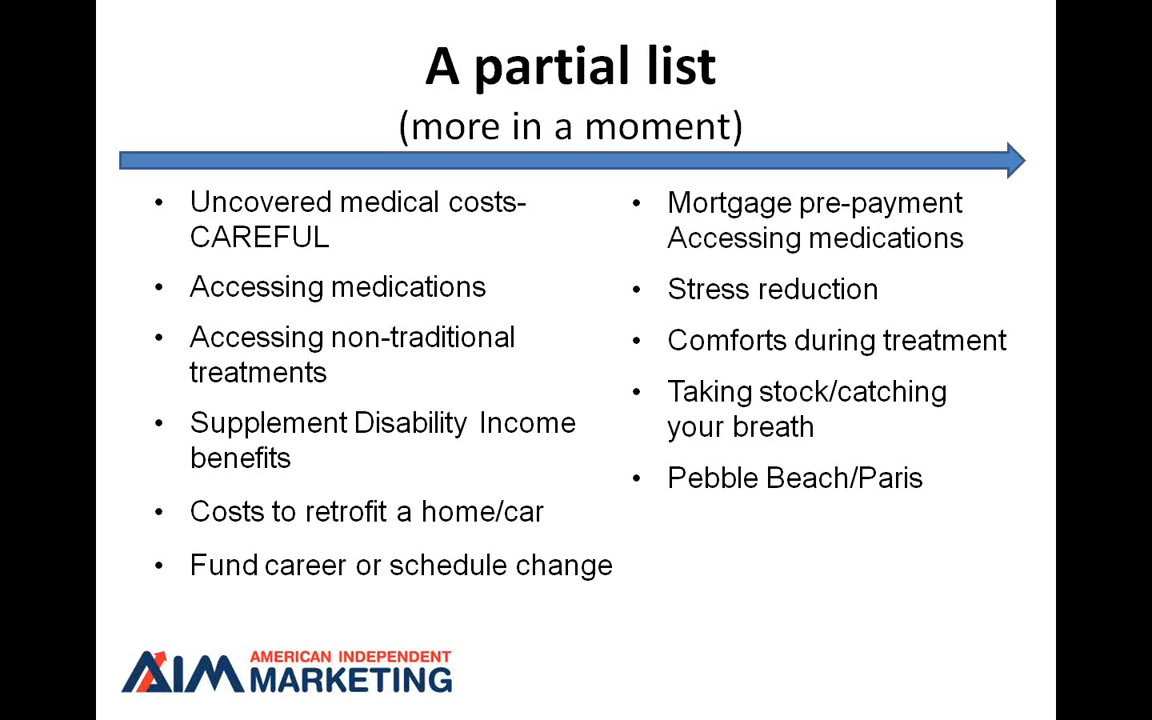 A partial list
(more in a moment)
• Uncovered medical costs-
CAREFUL
• Accessing medications
• Accessing non-traditional
treatments
• Supplement Disability Income
benefits
• Costs to retrofit a home/car
• Fund career or schedule change
• Mortgage pre-payment
Accessing medications
• Stress reduction
• Comforts during treatment
• Taking stock/catching
your breath
• Pebble Beach/Paris
AIM AMERICAN INDEPENDENT
MARKETING